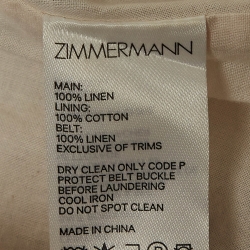 ZIMMERMANN
MAIN:
100% LINEN
LINING:
100% COTTON
BELT:
100% LINEN
EXCLUSIVE OF TRIMS
DRY CLEAN ONLY CODE P
PROTECT BELT BUCKLE
BEFORE LAUNDERING
COOL IRON
DO NOT SPOT CLEAN
MADE IN CHINA